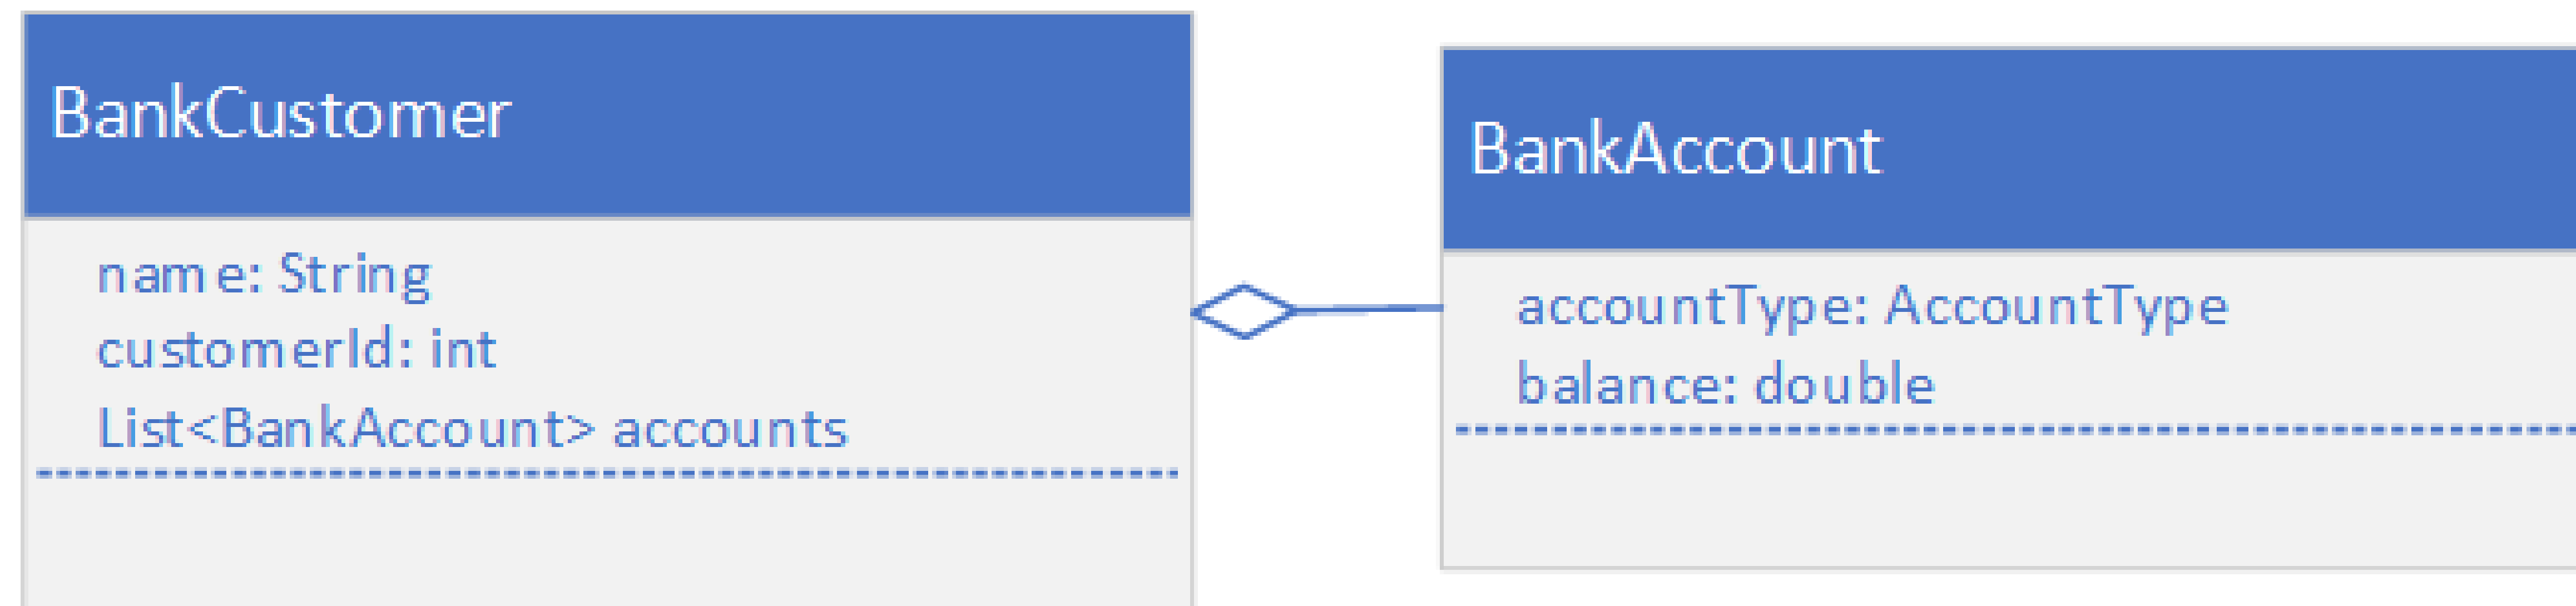 BankCustomer
name: String
customerId: int
List<BankAccount> accounts
BankAccount
accountType: AccountType
balance: double